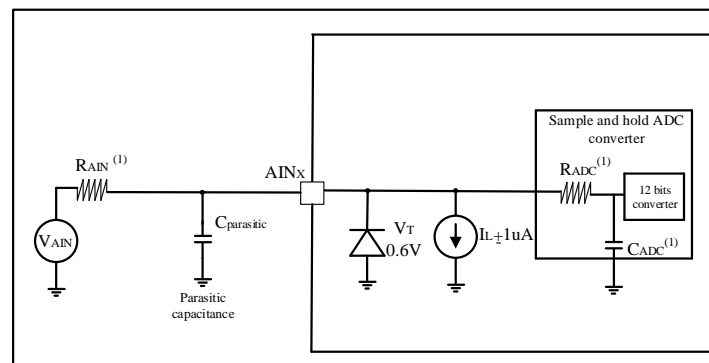 Sample and hold ADC
converter
RAIN (1)
AINx
RADC(1)
12 bits
converter
VAIN
Cparasitic
VT
0.6V
IL±1uA
CADC(1)
Parasitic
capacitance